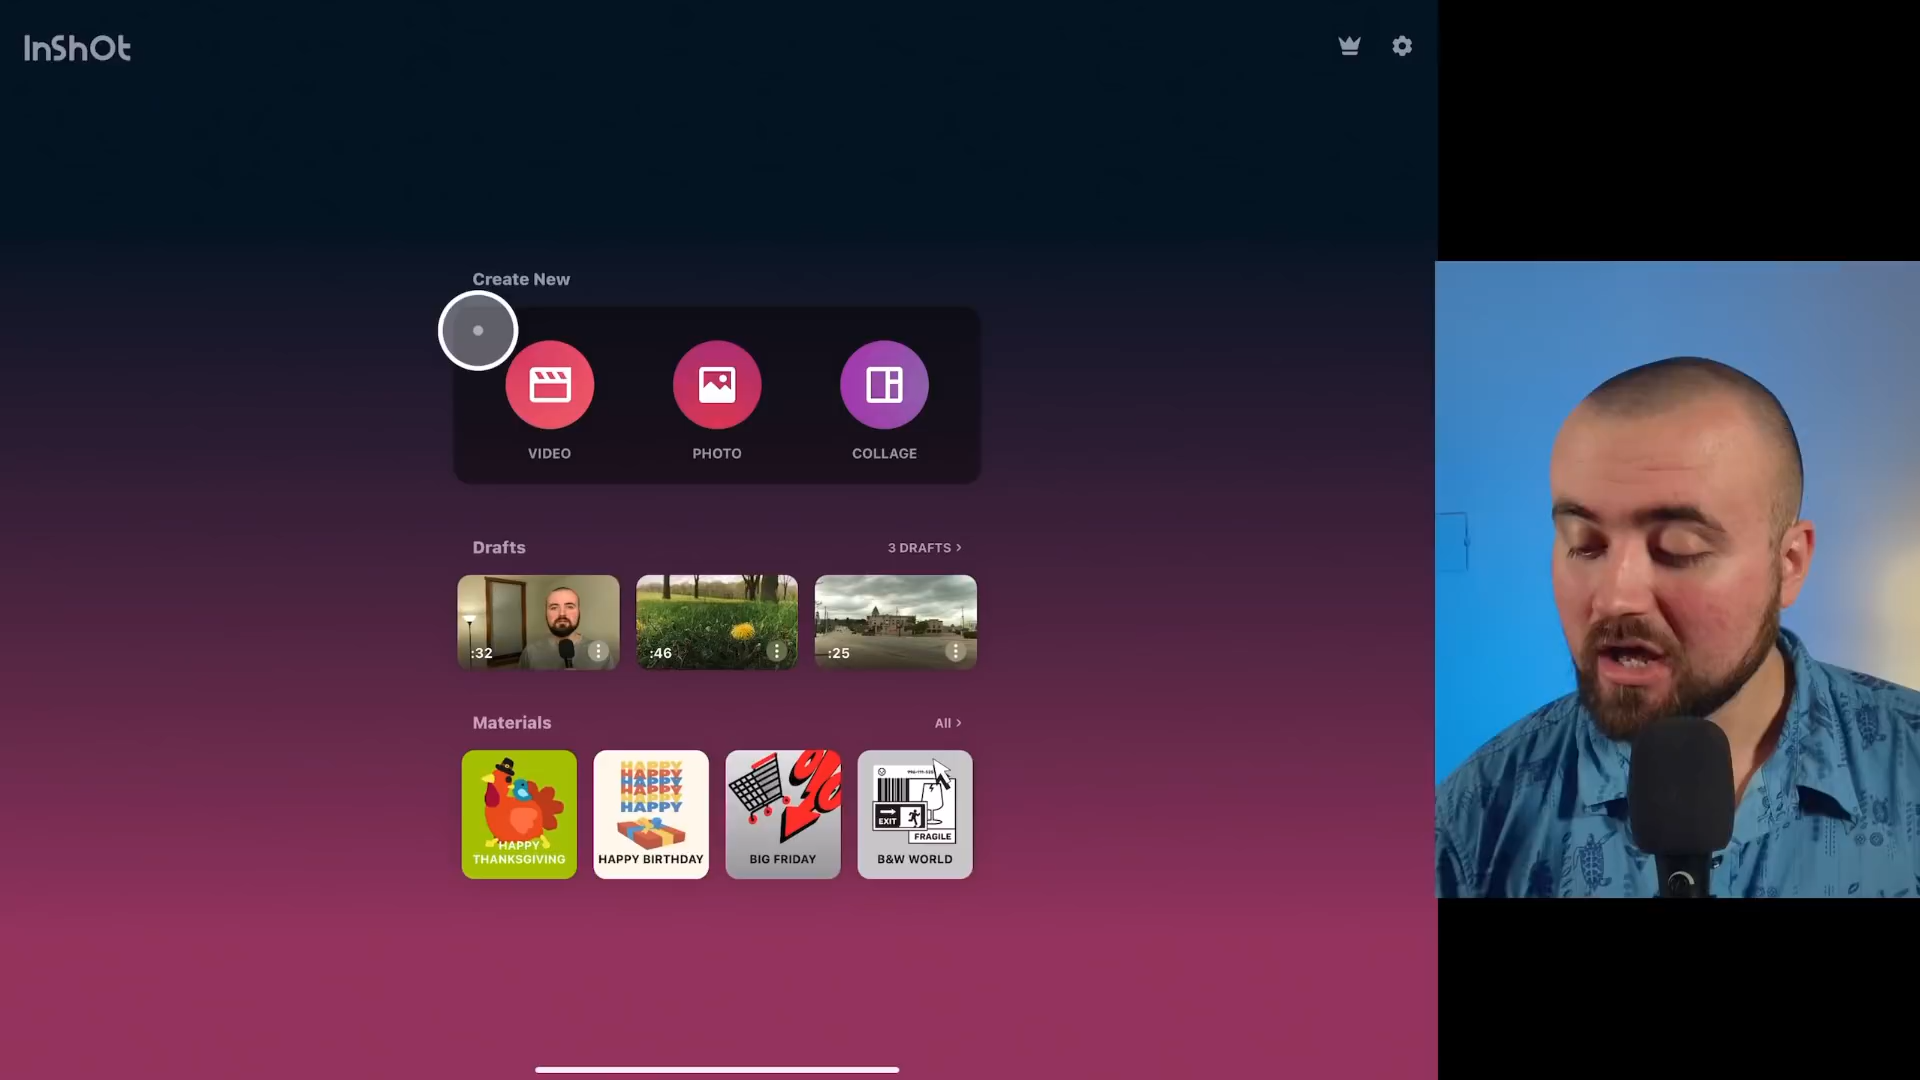 InShOt
Create New
VIDEO
PHOTO
COLLAGE
Drafts
3 DRAFTS >
:32
:46
:25
Materials
All >
HAPPY
THANKSGIVING
HAPPY
HAPPY
HAPPY
HAPPY
HAPPY
HAPPY BIRTHDAY
%
BIG FRIDAY
EXIT
FRAGILE
B&W WORLD